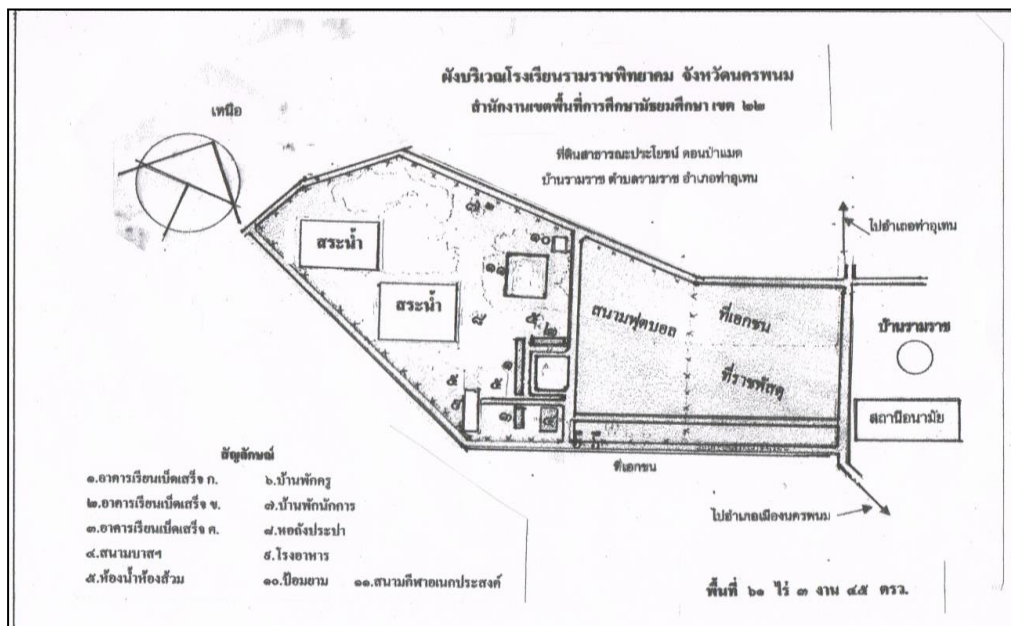 ผังบริเวณโรงเรียนรามราชพิทยาคม จังหวัดนครพนม
สำนักงานเขตพื้นที่การศึกษามัธยมศึกษา เขต ๒๒
เหนือ
ที่ดินสาธารณะประโยชน์ ดอนป่าแมด
บ้านรามราช ตำบลรามราช อำเภอท่าอุเทน
ไปอำเภอท่าอุเทน
สระน้ำ
๑๐
๑๑
สระน้ำ
สนามฟุตบอล
ที่เอกชน
บ้านรามราช
๕
๒
๑
๕
๕
ที่ราชพัสดุ
๓
สถานีอนามัย
ที่เอกชน
สัญลักษณ์
๑.อาคารเรียนเบ็ดเสร็จ ก.
๖.บ้านพักครู
๒.อาคารเรียนเบ็ดเสร็จ ข.
๗.บ้านพักนักการ
๓.อาคารเรียนเบ็ดเสร็จ ค.
๘.หอถังประปา
๔.สนามบาสฯ
๙.โรงอาหาร
๕.ห้องน้ำห้องส้วม
๑๐.ป้อมยาม
๑๑.สนามกีฬาอเนกประสงค์
ไปอำเภอเมืองนครพนม
พื้นที่ ๖๑ ไร่ ๓ งาน ๔๕ ตรว.